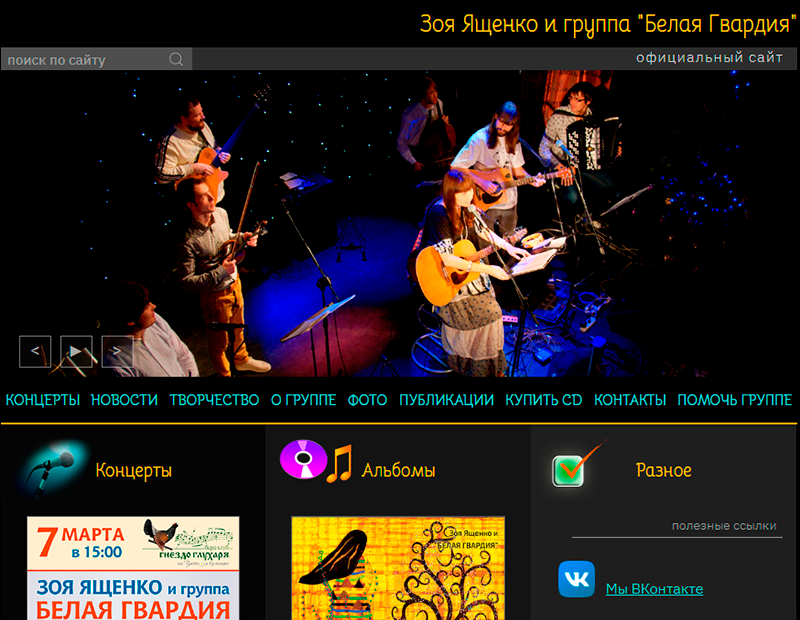 Зоя Ященко и группа "Белая Гвардия"
поиск по сайту
официальный сайт
< ▶ >
КОНЦЕРТЫ НОВОСТИ ТВОРЧЕСТВО О ГРУППЕ ФОТО ПУБЛИКАЦИИ КУПИТЬ CD КОНТАКТЫ ПОМОЧЬ ГРУППЕ
Концерты
Альбомы
Разное
полезные ссылки
Мы ВКонтакте
7 МАРТА
в 15:00
гнездо глухаря
ЗОЯ ЯЩЕНКО и группа
БЕЛАЯ ГВАРДИЯ
Зоя Ященко и
"БЕЛАЯ ГВАРДИЯ"